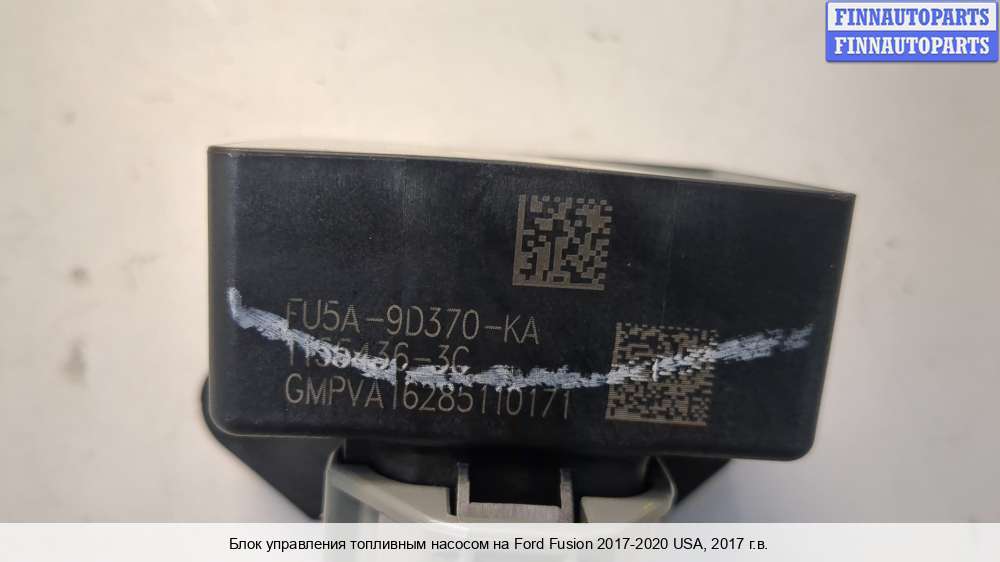 FINNAUTOPARTS
FINNAUTOPARTS
FU5A-9D370-KA
GMPVA16285110171
Блок управления топливным насосом на Ford Fusion 2017-2020 USA, 2017 г.в.